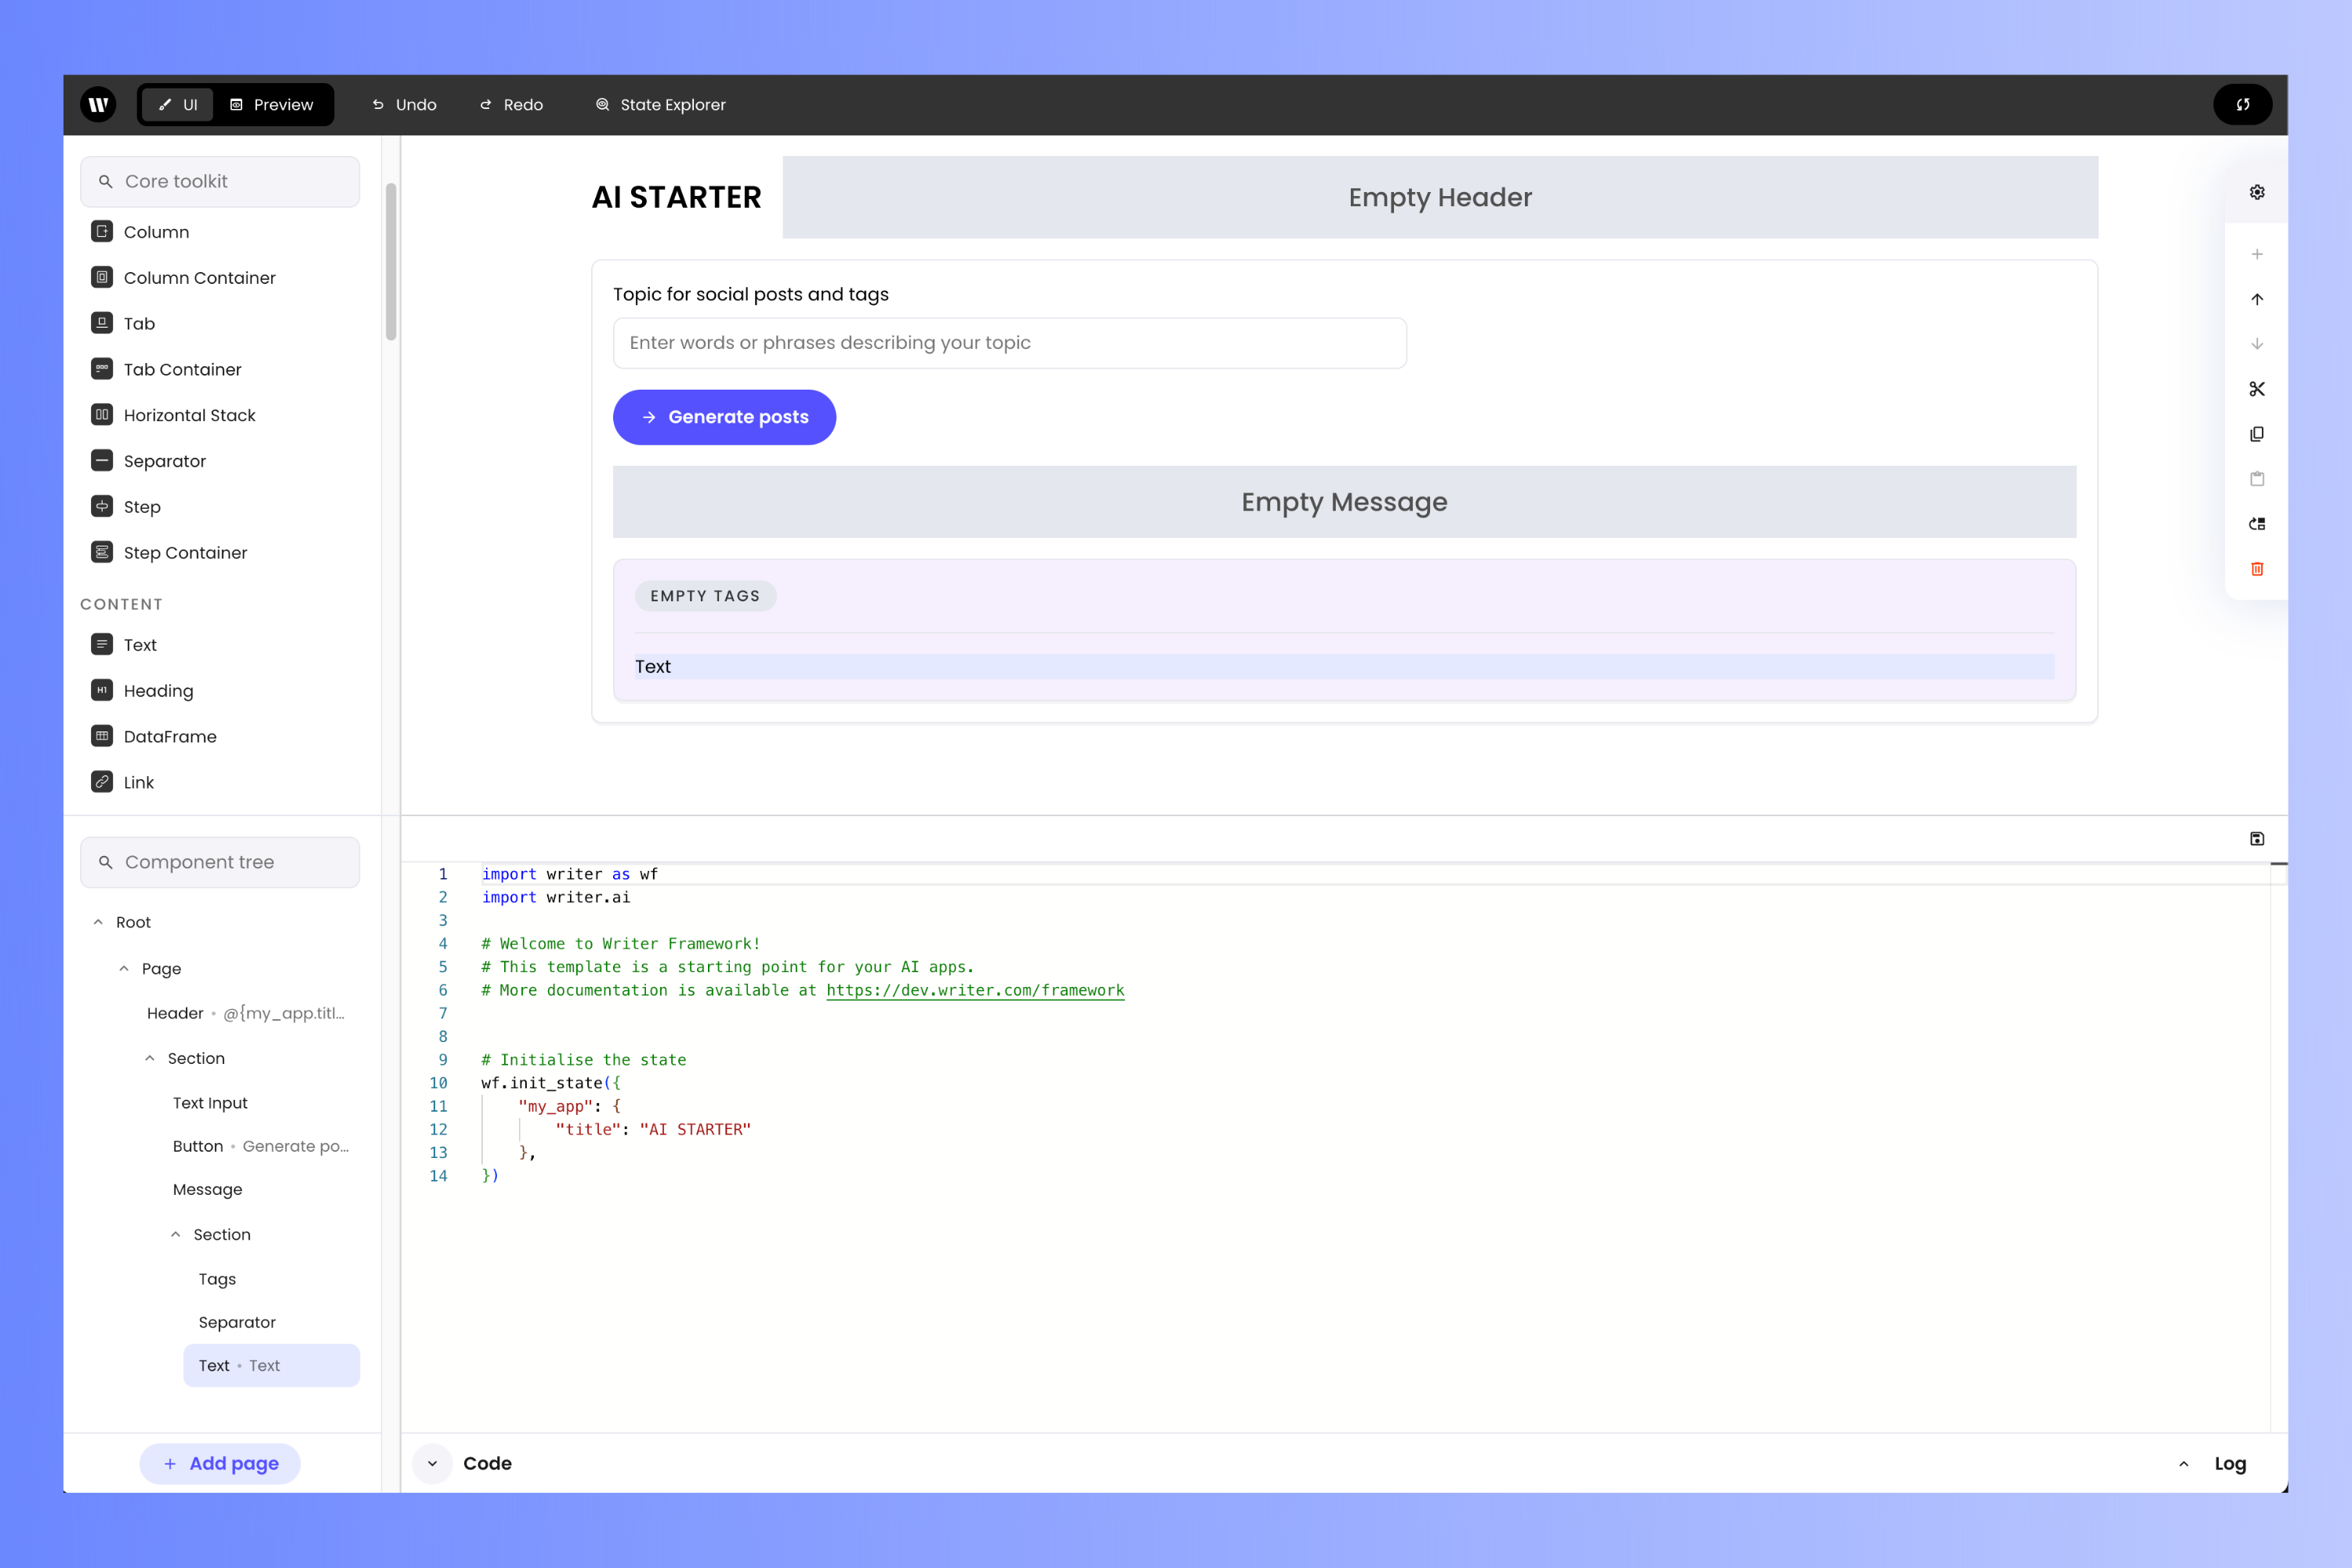 W UI Preview Undo Redo State Explorer
Core toolkit
Column
Column Container
Tab
Tab Container
Horizontal Stack
Separator
Step
Step Container
CONTENT
Text
H1 Heading
DataFrame
Link
AI STARTER Empty Header
Topic for social posts and tags
Enter words or phrases describing your topic
Generate posts
Empty Message
EMPTY TAGS
Text
Component tree
Root
Page
Header • @{my_app.titl...
Section
Text Input
Button • Generate po...
Message
Section
Tags
Separator
Text • Text
+ Add page
1 import writer as wf
2 import writer.ai
3
4 # Welcome to Writer Framework!
5 # This template is a starting point for your AI apps.
6 # More documentation is available at https://dev.writer.com/framework
7
8
9 # Initialise the state
10 wf.init_state({
11 "my_app": {
12 "title": "AI STARTER"
13 },
14 })
Code Log